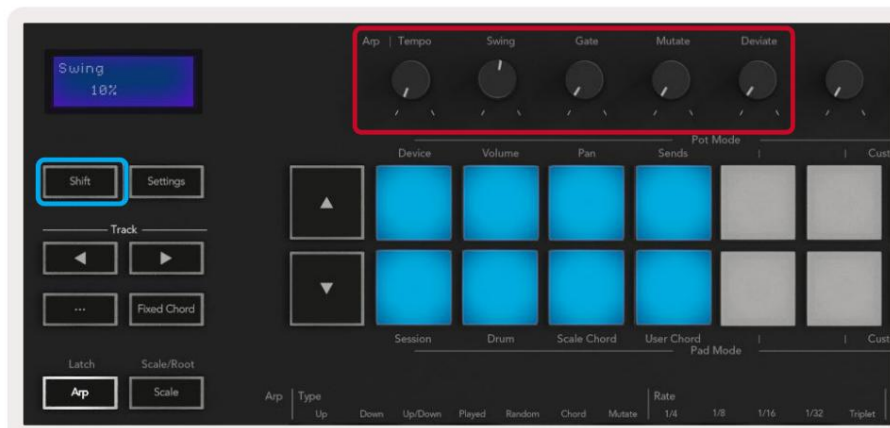 Arp | Tempo Swing Gate Mutate Deviate
Swing
10%
Pot Mode
Device Volume Pan Sends | | Cust
Shift Settings
Track
... Fixed Chord
Session Drum Scale Chord User Chord | | Cust
Pad Mode
Latch Scale/Root
Arp Scale
Arp Type Rate
Up Down Up/Down Played Random Chord Mutate 1/4 1/8 1/16 1/32 Triplet